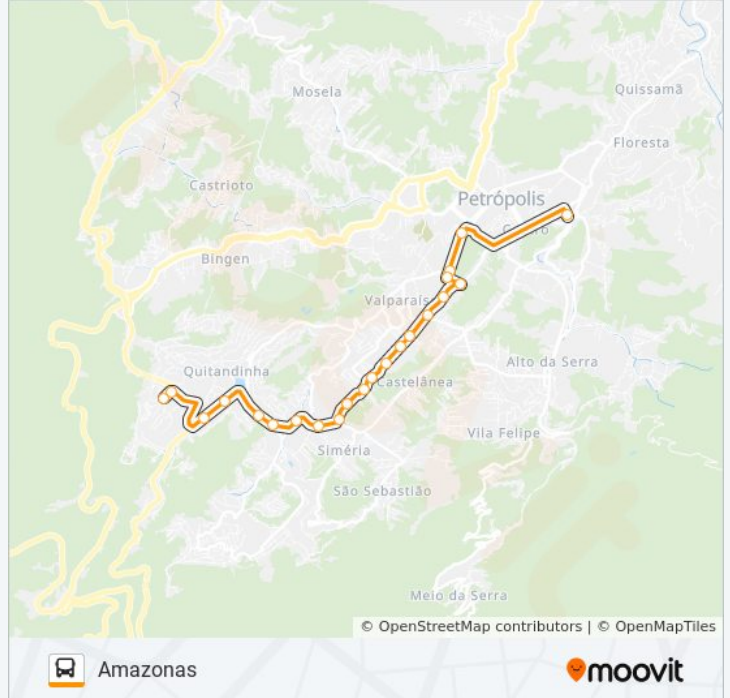 Mosela
Quissamã
Floresta
Castrioto
Petrópolis
Bingen
Valparaís
Quitandinha
Alto da Serra
Castelânea
Vila Felipe
Siméria
São Sebastião
Meio da Serra
© OpenStreetMap contributors | © OpenMapTiles
Amazonas
moovit